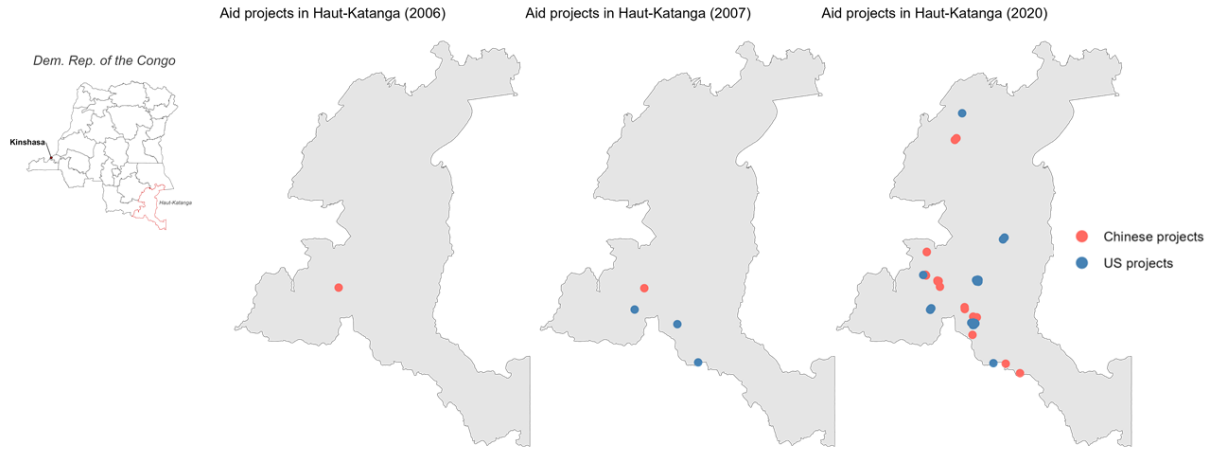 Aid projects in Haut-Katanga (2006)
Aid projects in Haut-Katanga (2007)
Aid projects in Haut-Katanga (2020)
Dem. Rep. of the Congo
Kinshasa
Haut-Katanga
Chinese projects
US projects